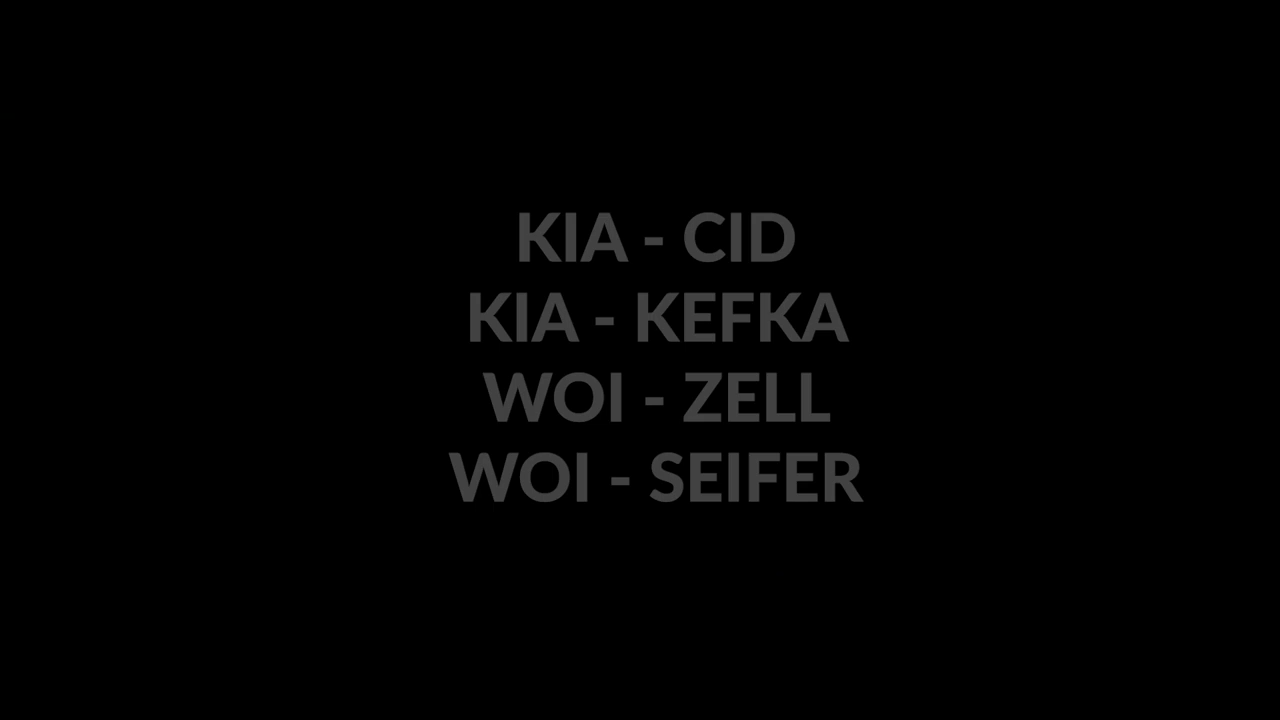 KIA - CID
KIA - KEFKA
WOI - ZELL
WOI - SEIFER